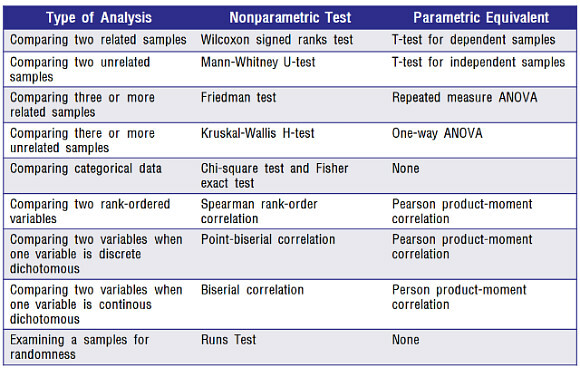 Type of Analysis Nonparametric Test Parametric Equivalent
Comparing two related samples Wilcoxon signed ranks test T-test for dependent samples
Comparing two unrelated Mann-Whitney U-test T-test for independent samples
samples
Comparing three or more Friedman test Repeated measure ANOVA
related samples
Comparing there or more Kruskal-Wallis H-test One-way ANOVA
unrelated samples
Comparing categorical data Chi-square test and Fisher None
exact test
Comparing two rank-ordered Spearman rank-order Pearson product-moment
variables correlation correlation
Comparing two variables when Point-biserial correlation Pearson product-moment
one variable is discrete correlation
dichotomous
Comparing two variables when Biserial correlation Person product-moment
one variable is continous correlation
dichotomous
Examining a samples for Runs Test None
randomness